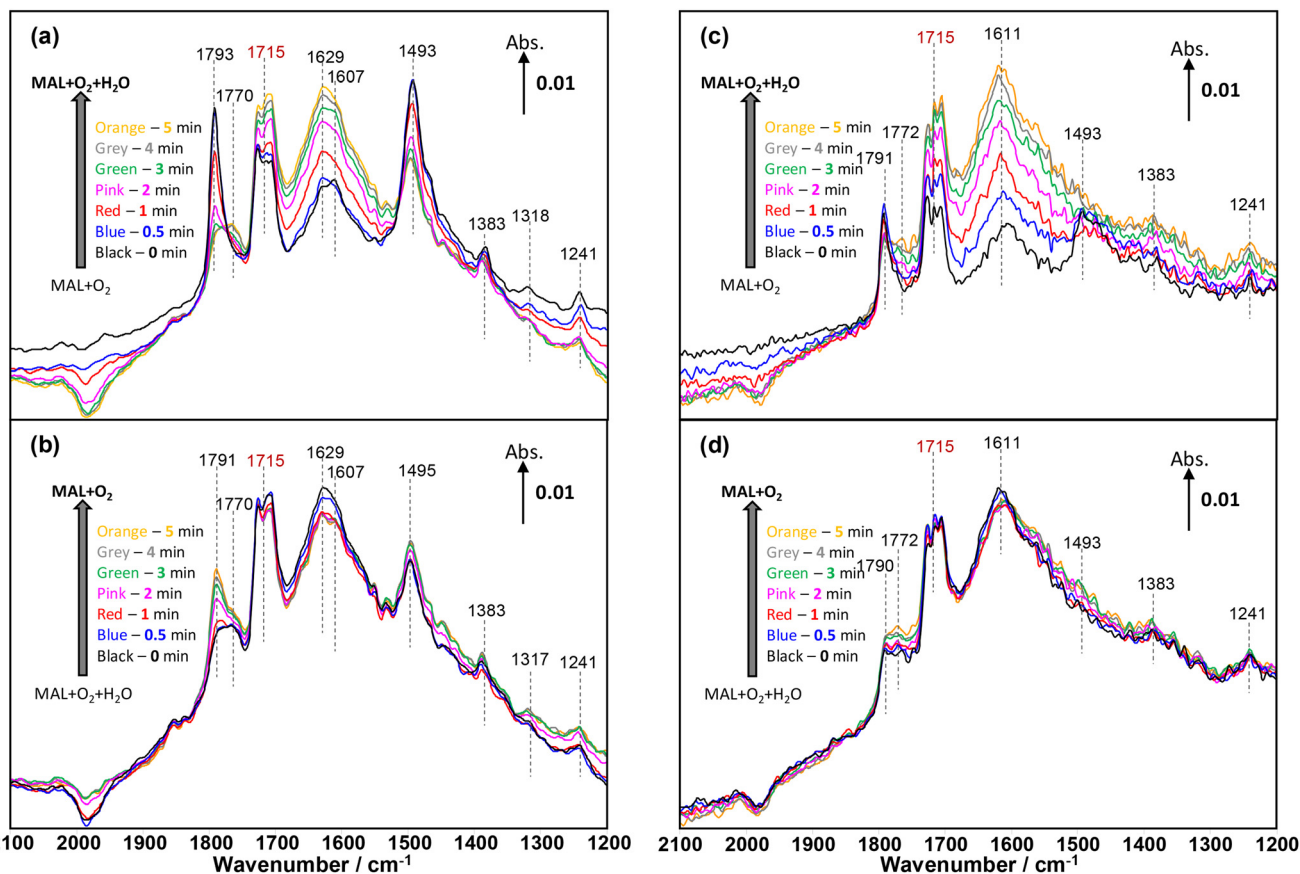 (a)
1793
1715
1629
1493
Abs.
1770
1607
0.01
MAL+O2+H2O
Orange – 5 min
Grey – 4 min
Green – 3 min
Pink – 2 min
Red – 1 min
Blue – 0.5 min
Black – 0 min
MAL+O2
1383
1318
1241
(c)
1715
1611
Abs.
0.01
MAL+O2+H2O
Orange – 5 min
Grey – 4 min
Green – 3 min
Pink – 2 min
Red – 1 min
Blue – 0.5 min
Black – 0 min
MAL+O2
1772
1791
1493
1383
1241
(b)
1791
1715
1629
1495
Abs.
1770
1607
0.01
MAL+O2
Orange – 5 min
Grey – 4 min
Green – 3 min
Pink – 2 min
Red – 1 min
Blue – 0.5 min
Black – 0 min
MAL+O2+H2O
1383
1317
1241
(d)
1715
1611
Abs.
0.01
MAL+O2
Orange – 5 min
Grey – 4 min
Green – 3 min
Pink – 2 min
Red – 1 min
Blue – 0.5 min
Black – 0 min
MAL+O2+H2O
1772
1790
1493
1383
1241
2100 2000 1900 1800 1700 1600 1500 1400 1300 1200
Wavenumber / cm-1
2100 2000 1900 1800 1700 1600 1500 1400 1300 1200
Wavenumber / cm-1